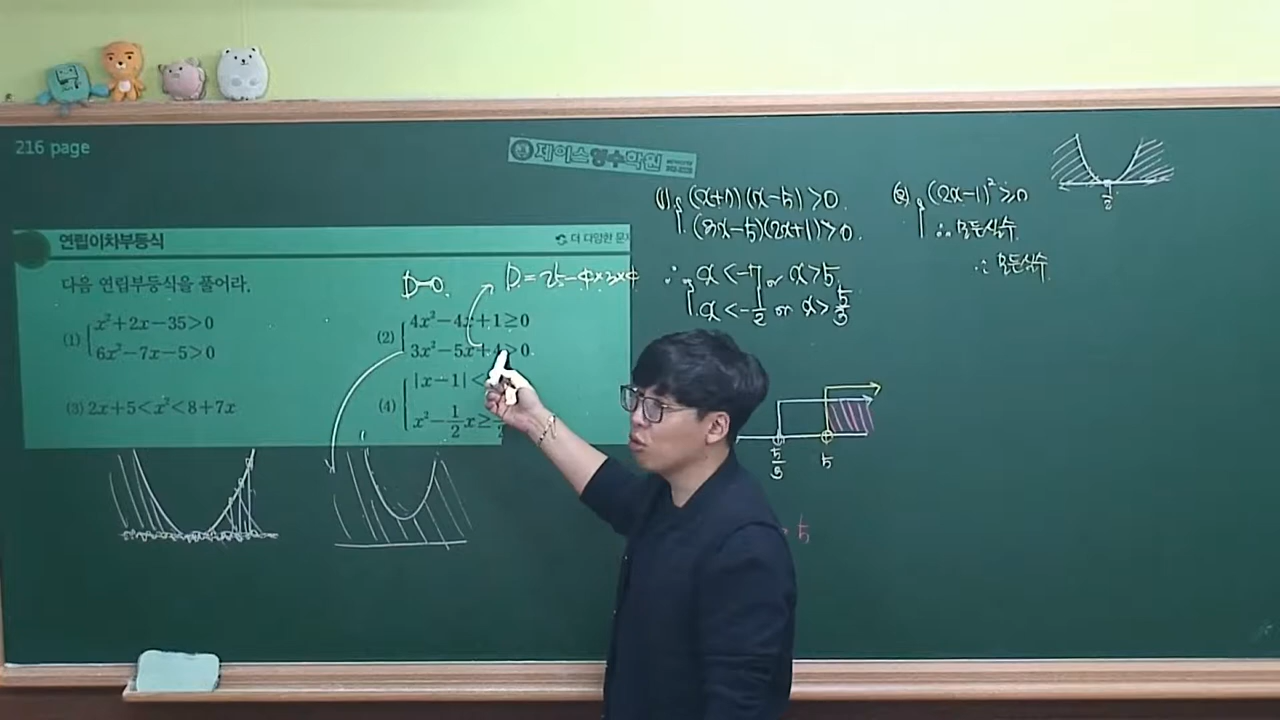 216 page
제이스영수학원
연립이차부등식
더 다양한 문제
다음 연립부등식을 풀어라.
(1) x²+2x−35>0
6x²−7x−5>0
(2) 4x²−4x+1≥0
3x²−5x+4>0
(3) 2x+5<x²<8+7x
(4) |x−1|<
x²−1/2x≥
D=0
D=25−4×3×4
(1) (x+7)(x−5)>0
(3x−5)(2x+1)>0
∴ x<−7 or x>5
x<−1/2 or x>5/3
5/3
5
5
(2) (2x−1)²≥0
∴ 모든실수
∴ 모든실수
1/2